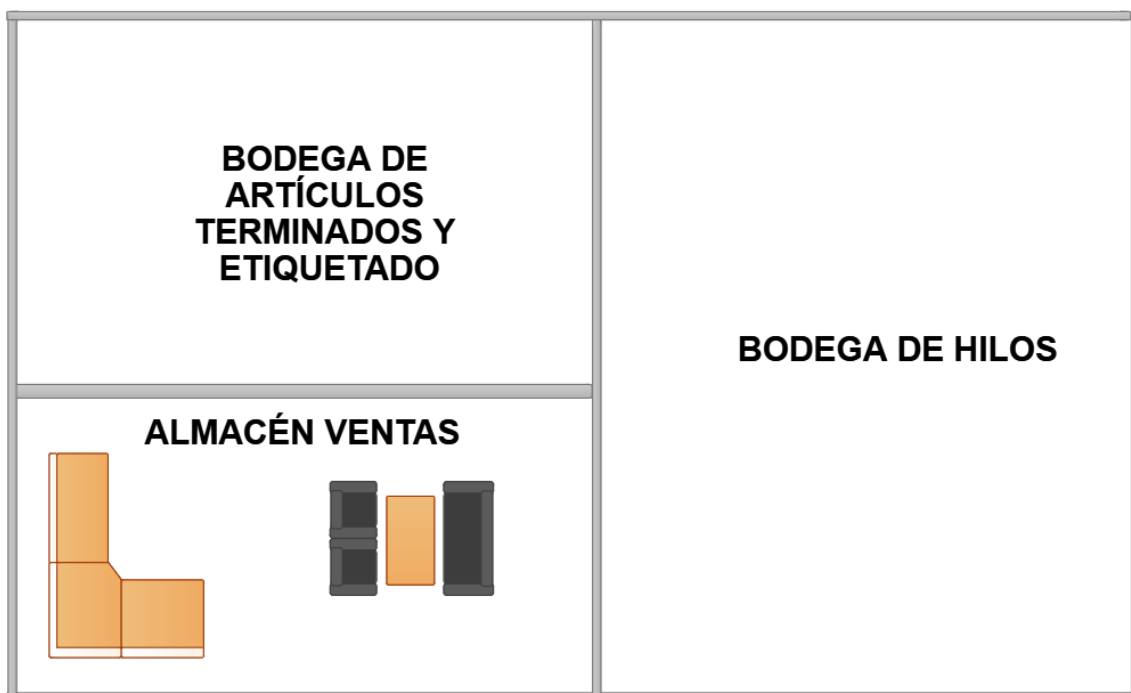 BODEGA DE
ARTÍCULOS
TERMINADOS Y
ETIQUETADO
BODEGA DE HILOS
ALMACÉN VENTAS